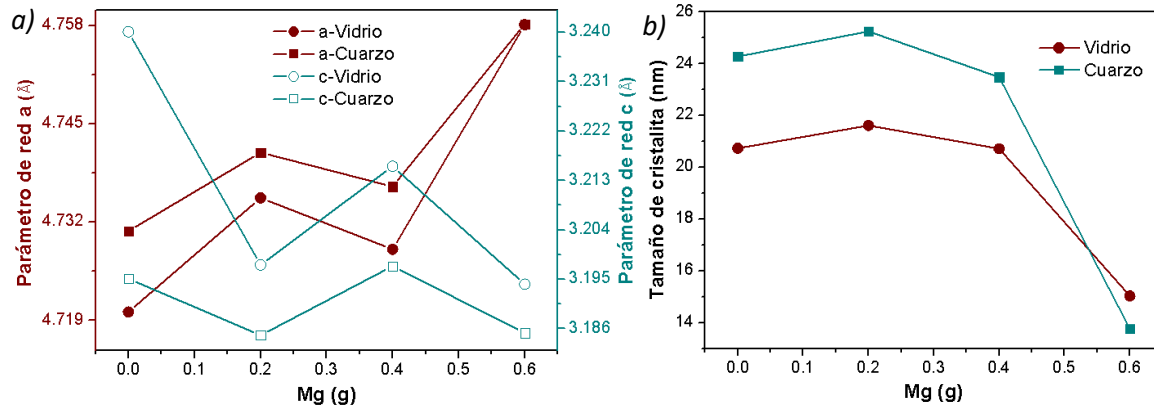 a)
4.758
4.745
4.732
4.719
Parámetro de red a (Å)
a-Vidrio
a-Cuarzo
c-Vidrio
c-Cuarzo
3.240
3.231
3.222
3.213
3.204
3.195
3.186
Parámetro de red c (Å)
0.0 0.1 0.2 0.3 0.4 0.5 0.6
Mg (g)
b)
26
24
22
20
18
16
14
Tamaño de cristalita (nm)
Vidrio
Cuarzo
0.0 0.1 0.2 0.3 0.4 0.5 0.6
Mg (g)